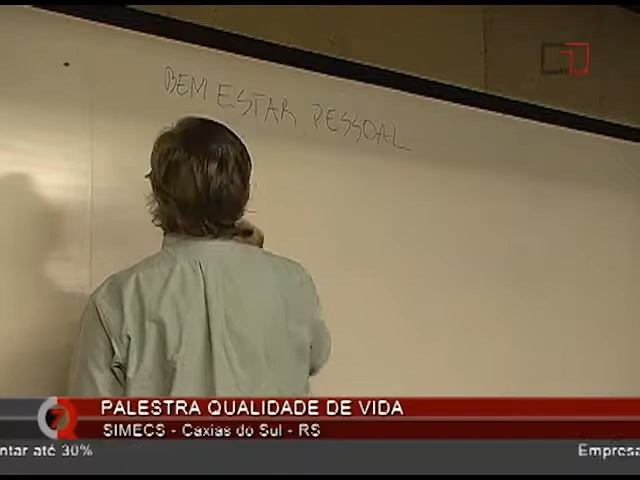 BEM ESTAR PESSOAL
PALESTRA QUALIDADE DE VIDA
SIMECS - Caxias do Sul - RS
ntar até 30%
Empresa